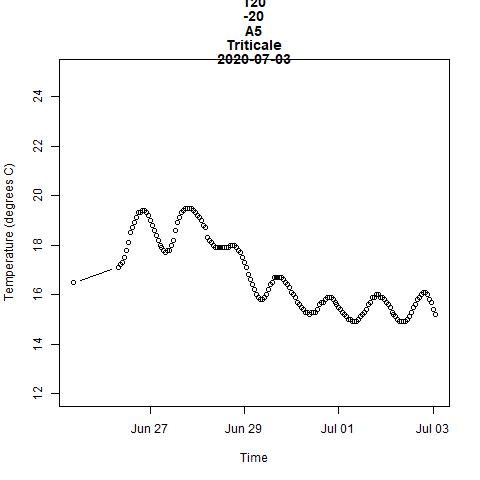 120
-20
A5
Triticale
2020-07-03
Temperature (degrees C)
24
22
20
18
16
14
12
Jun 27
Jun 29
Jul 01
Jul 03
Time